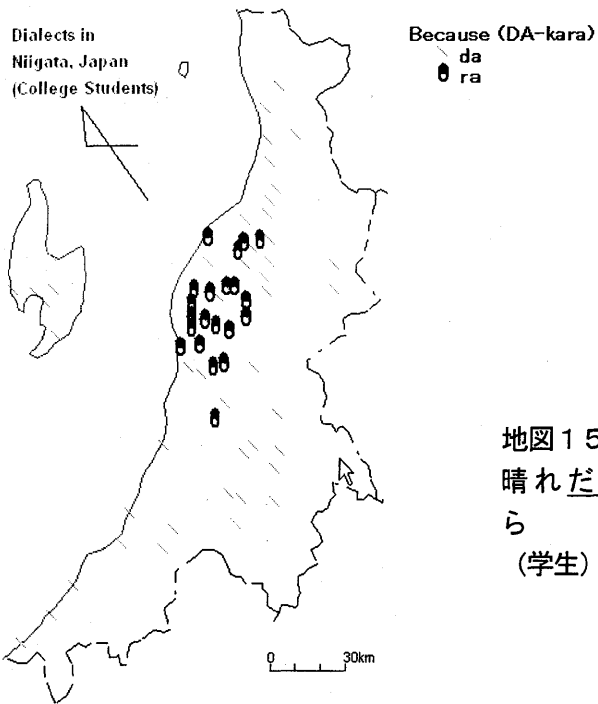 Dialects in
Niigata, Japan
(College Students)
Because (DA-kara)
da
ra
地図１５
晴れだ
ら
(学生)
0 30km